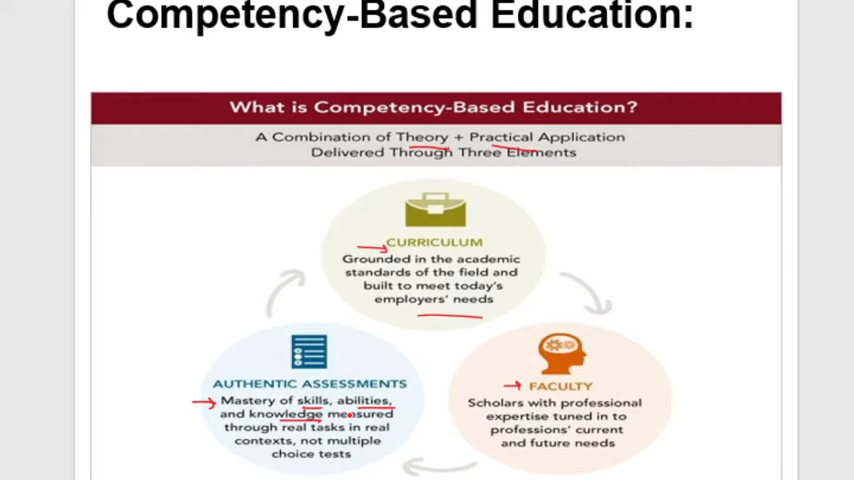 Competency-Based Education:
What is Competency-Based Education?
A Combination of Theory + Practical Application
Delivered Through Three Elements
CURRICULUM
Grounded in the academic
standards of the field and
built to meet today's
employers' needs
AUTHENTIC ASSESSMENTS
Mastery of skills, abilities,
and knowledge measured
through real tasks in real
contexts, not multiple
choice tests
FACULTY
Scholars with professional
expertise tuned in to
professions' current
and future needs